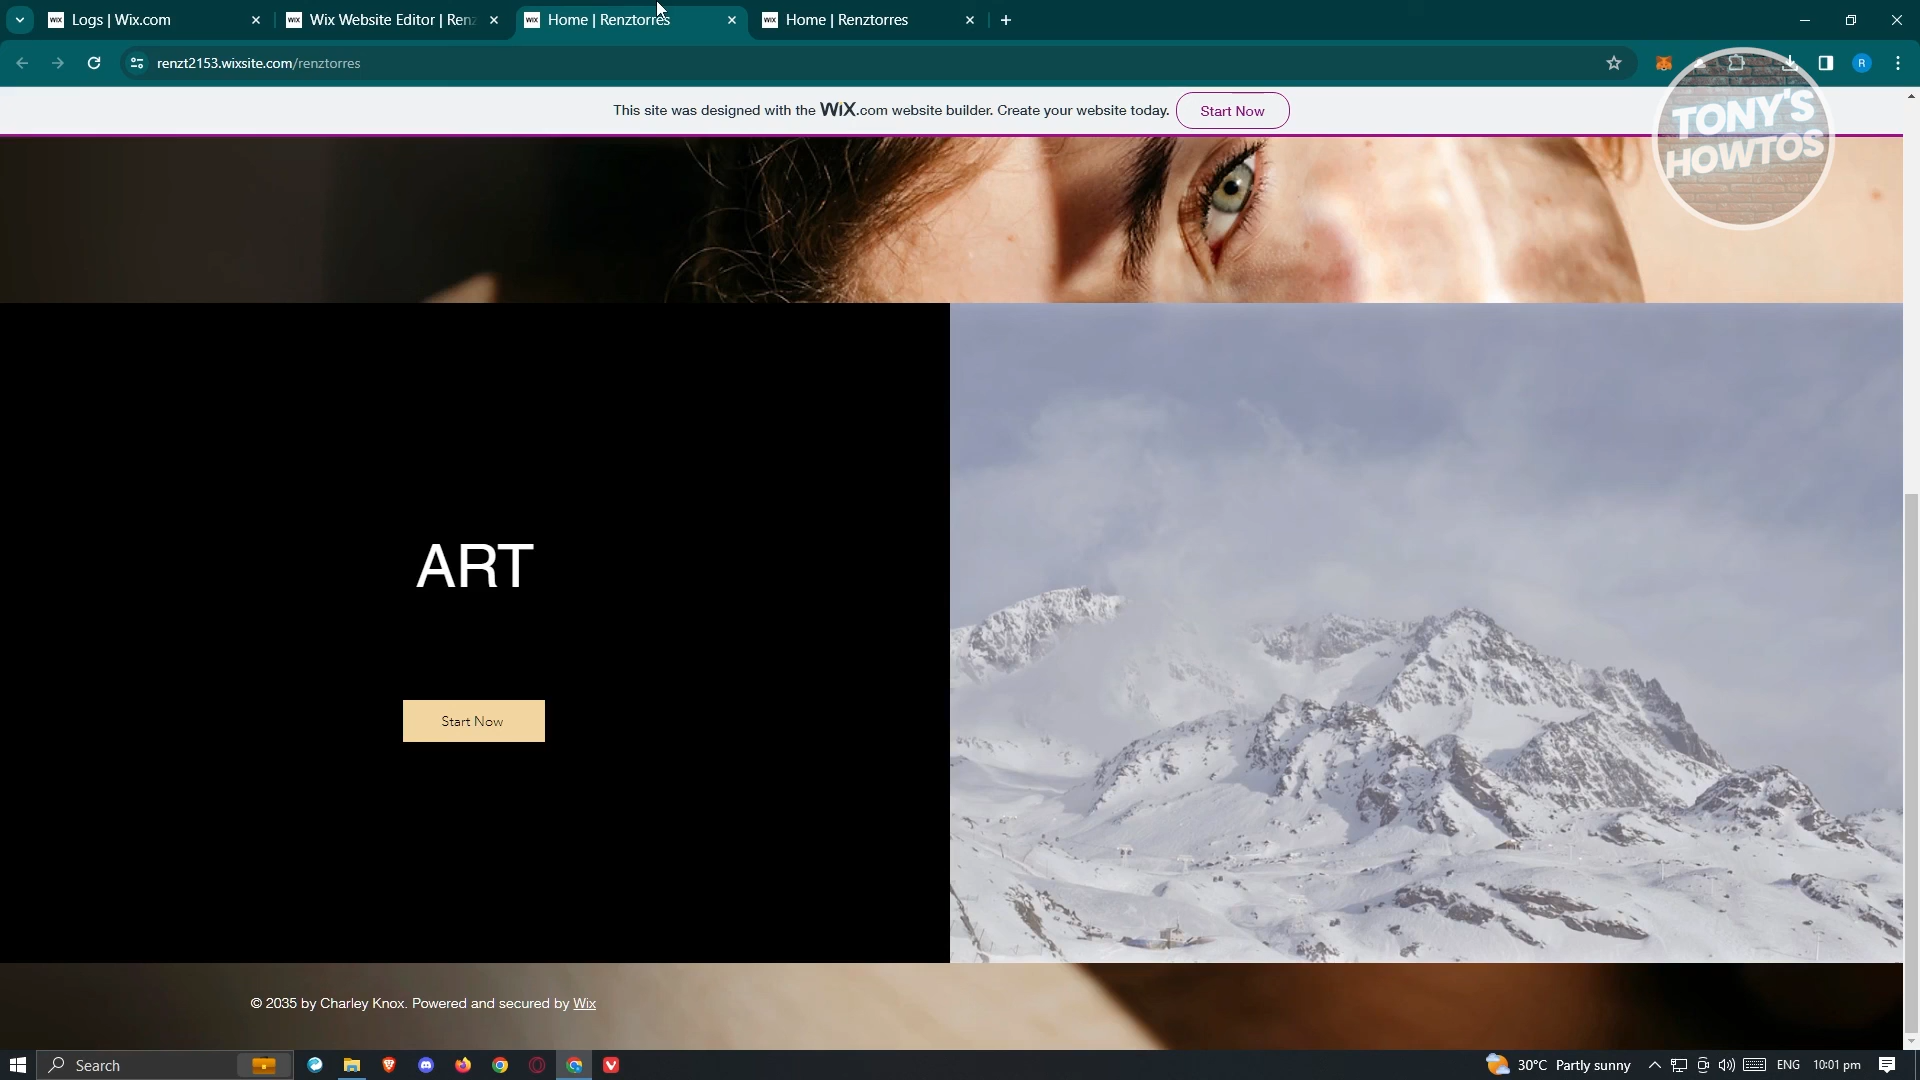 Logs | Wix.com
Wix Website Editor | Renz
Home | Renztorres
Home | Renztorres
renzt2153.wixsite.com/renztorres
R
This site was designed with the WiX.com website builder. Create your website today.
Start Now
TONY'S
HOWTOS
ART
Start Now
© 2035 by Charley Knox. Powered and secured by Wix
Search
30°C Partly sunny
ENG
10:01 pm